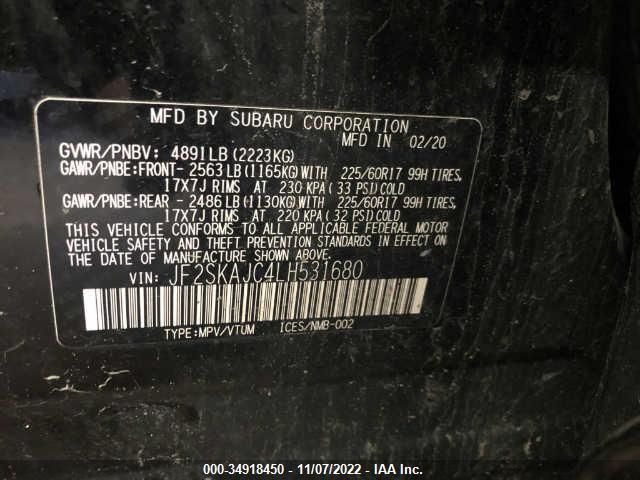 MFD BY SUBARU CORPORATION
MFD IN 02/20
GVWR/PNBV: 4891LB (2223KG)
GAWR/PNBE:FRONT- 2563LB (1165KG)WITH 225/60R17 99H TIRES,
17X7J RIMS AT 230 KPA (33 PSI)COLD
GAWR/PNBE:REAR - 2486LB (1130KG)WITH 225/60R17 99H TIRES,
17X7J RIMS AT 220 KPA (32 PSI)COLD
THIS VEHICLE CONFORMS TO ALL APPLICABLE FEDERAL MOTOR
VEHICLE SAFETY AND THEFT PREVENTION STANDARDS IN EFFECT ON
THE DATE OF MANUFACTURE SHOWN ABOVE.
VIN: JF2SKAJC4LH531680
TYPE:MPV/VTUM ICES/NMB-002
000-34918450 - 11/07/2022 - IAA Inc.